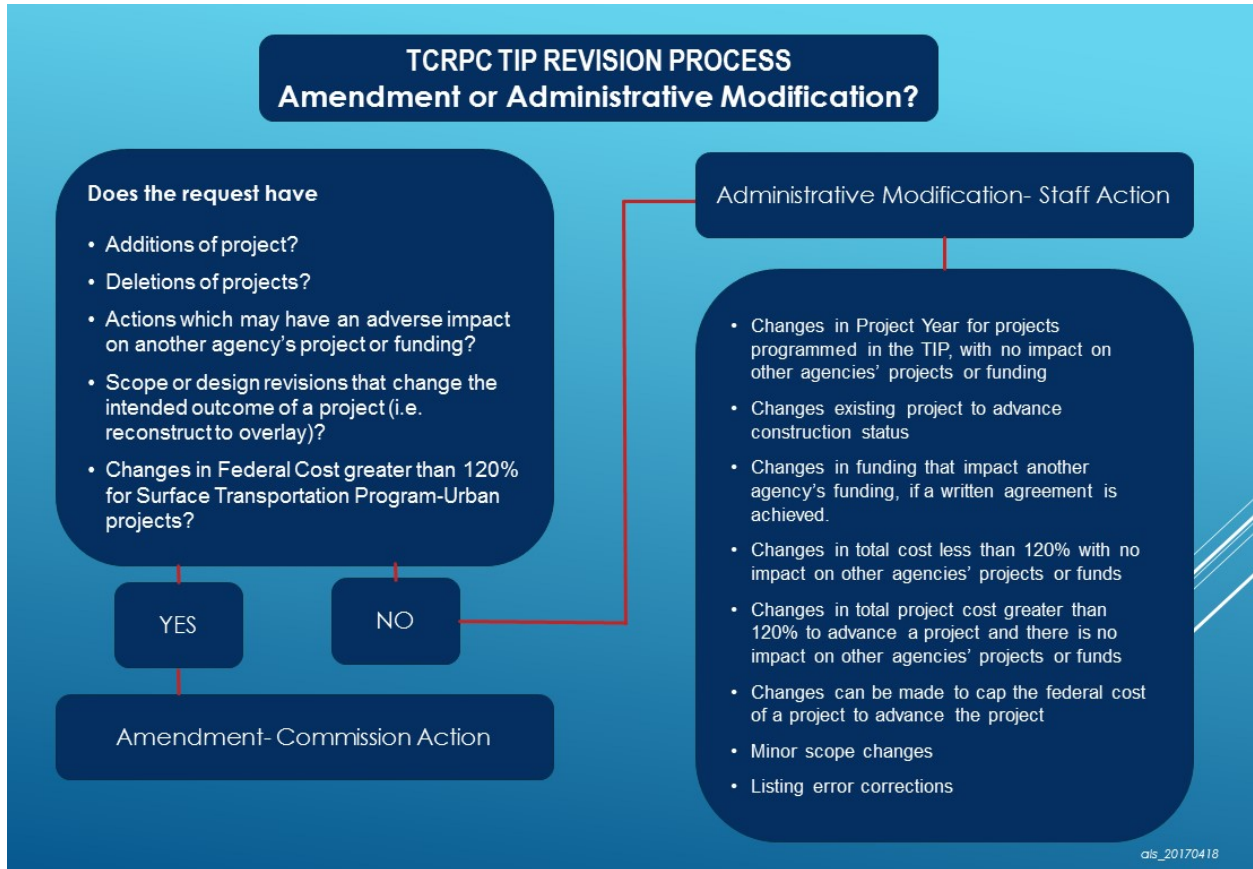 TCRPC TIP REVISION PROCESS
Amendment or Administrative Modification?
Does the request have
• Additions of project?
• Deletions of projects?
• Actions which may have an adverse impact
on another agency's project or funding?
• Scope or design revisions that change the
intended outcome of a project (i.e.
reconstruct to overlay)?
• Changes in Federal Cost greater than 120%
for Surface Transportation Program-Urban
projects?
YES
NO
Amendment- Commission Action
Administrative Modification- Staff Action
• Changes in Project Year for projects
programmed in the TIP, with no impact on
other agencies' projects or funding
• Changes existing project to advance
construction status
• Changes in funding that impact another
agency's funding, if a written agreement is
achieved.
• Changes in total cost less than 120% with no
impact on other agencies' projects or funds
• Changes in total project cost greater than
120% to advance a project and there is no
impact on other agencies' projects or funds
• Changes can be made to cap the federal cost
of a project to advance the project
• Minor scope changes
• Listing error corrections
als_20170418